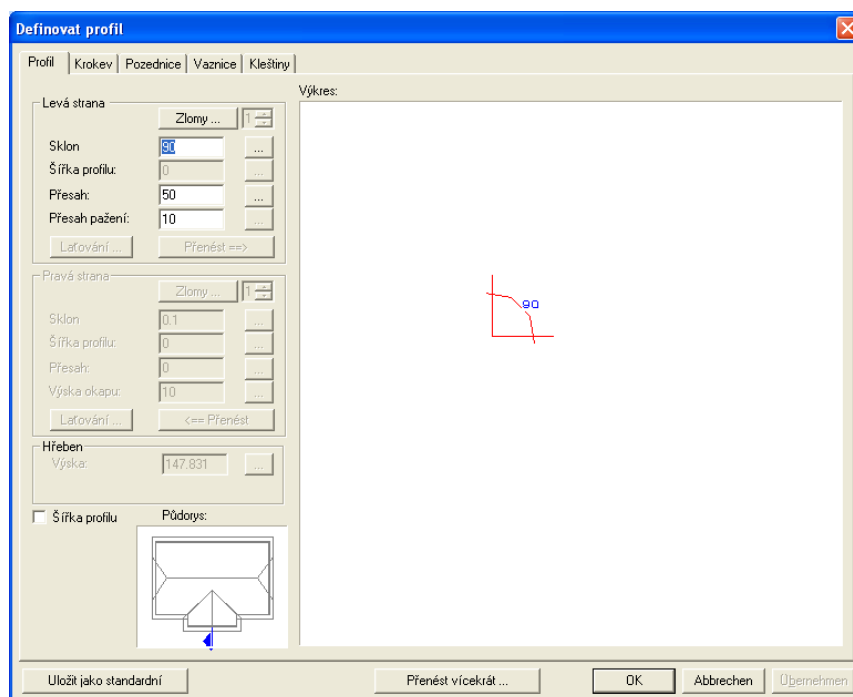 Definovat profil
Profil Krokev Pozednice Vaznice Kleštiny
Výkres:
Levá strana
Zlomy ... 1
Sklon 90 ...
Šířka profilu: 0 ...
Přesah: 50 ...
Přesah pažení: 10 ...
Laťování ... Přenést ==>
Pravá strana
Zlomy ... 1
Sklon 0.1 ...
Šířka profilu: 0 ...
Přesah: 0 ...
Výska okapu: 10 ...
Laťování ... <== Přenést
Hřeben
Výska: 147.831 ...
Šířka profilu Půdorys:
90
Uložit jako standardní Přenést vícekrát ... OK Abbrechen Übernehmen